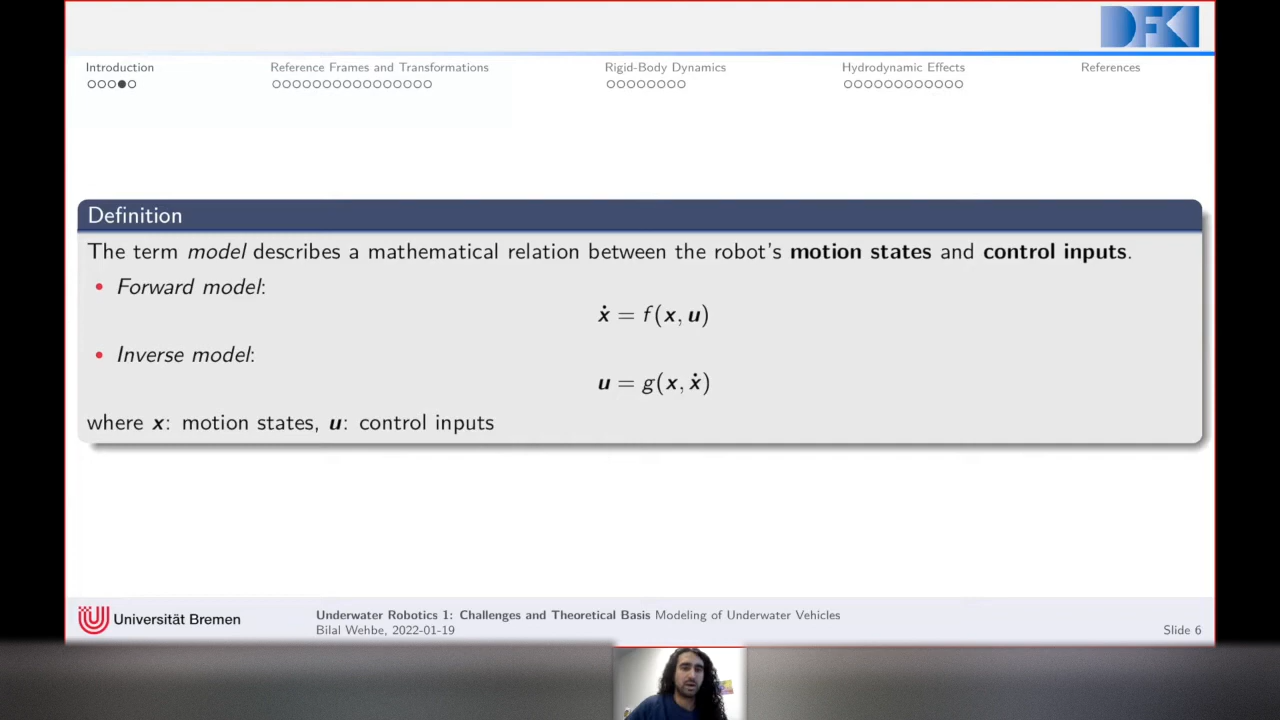 DFKI
Introduction
Reference Frames and Transformations
Rigid-Body Dynamics
Hydrodynamic Effects
References
Definition
The term model describes a mathematical relation between the robot's motion states and control inputs.
• Forward model:
ẋ = f(x, u)
• Inverse model:
u = g(x, ẋ)
where x: motion states, u: control inputs
Universität Bremen
Underwater Robotics 1: Challenges and Theoretical Basis Modeling of Underwater Vehicles
Bilal Wehbe, 2022-01-19
Slide 6